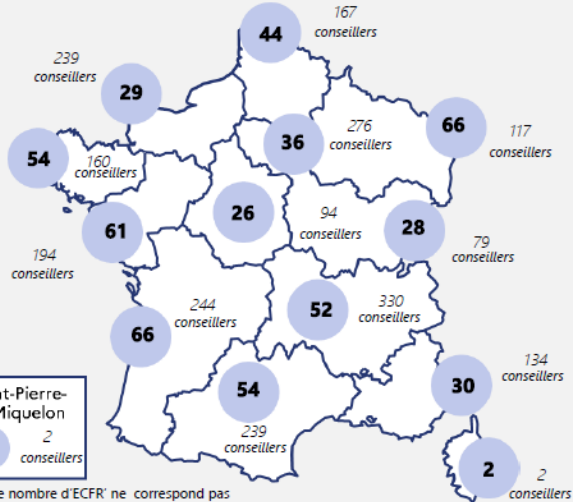 44
167
conseillers
239
conseillers
29
36
276
conseillers
66
117
conseillers
54
160
conseillers
61
194
conseillers
26
94
conseillers
28
79
conseillers
244
conseillers
66
52
330
conseillers
54
239
conseillers
30
134
conseillers
nt-Pierre-
Miquelon
2
conseillers
2
2
conseillers
e nombre d'ECFR' ne correspond pas